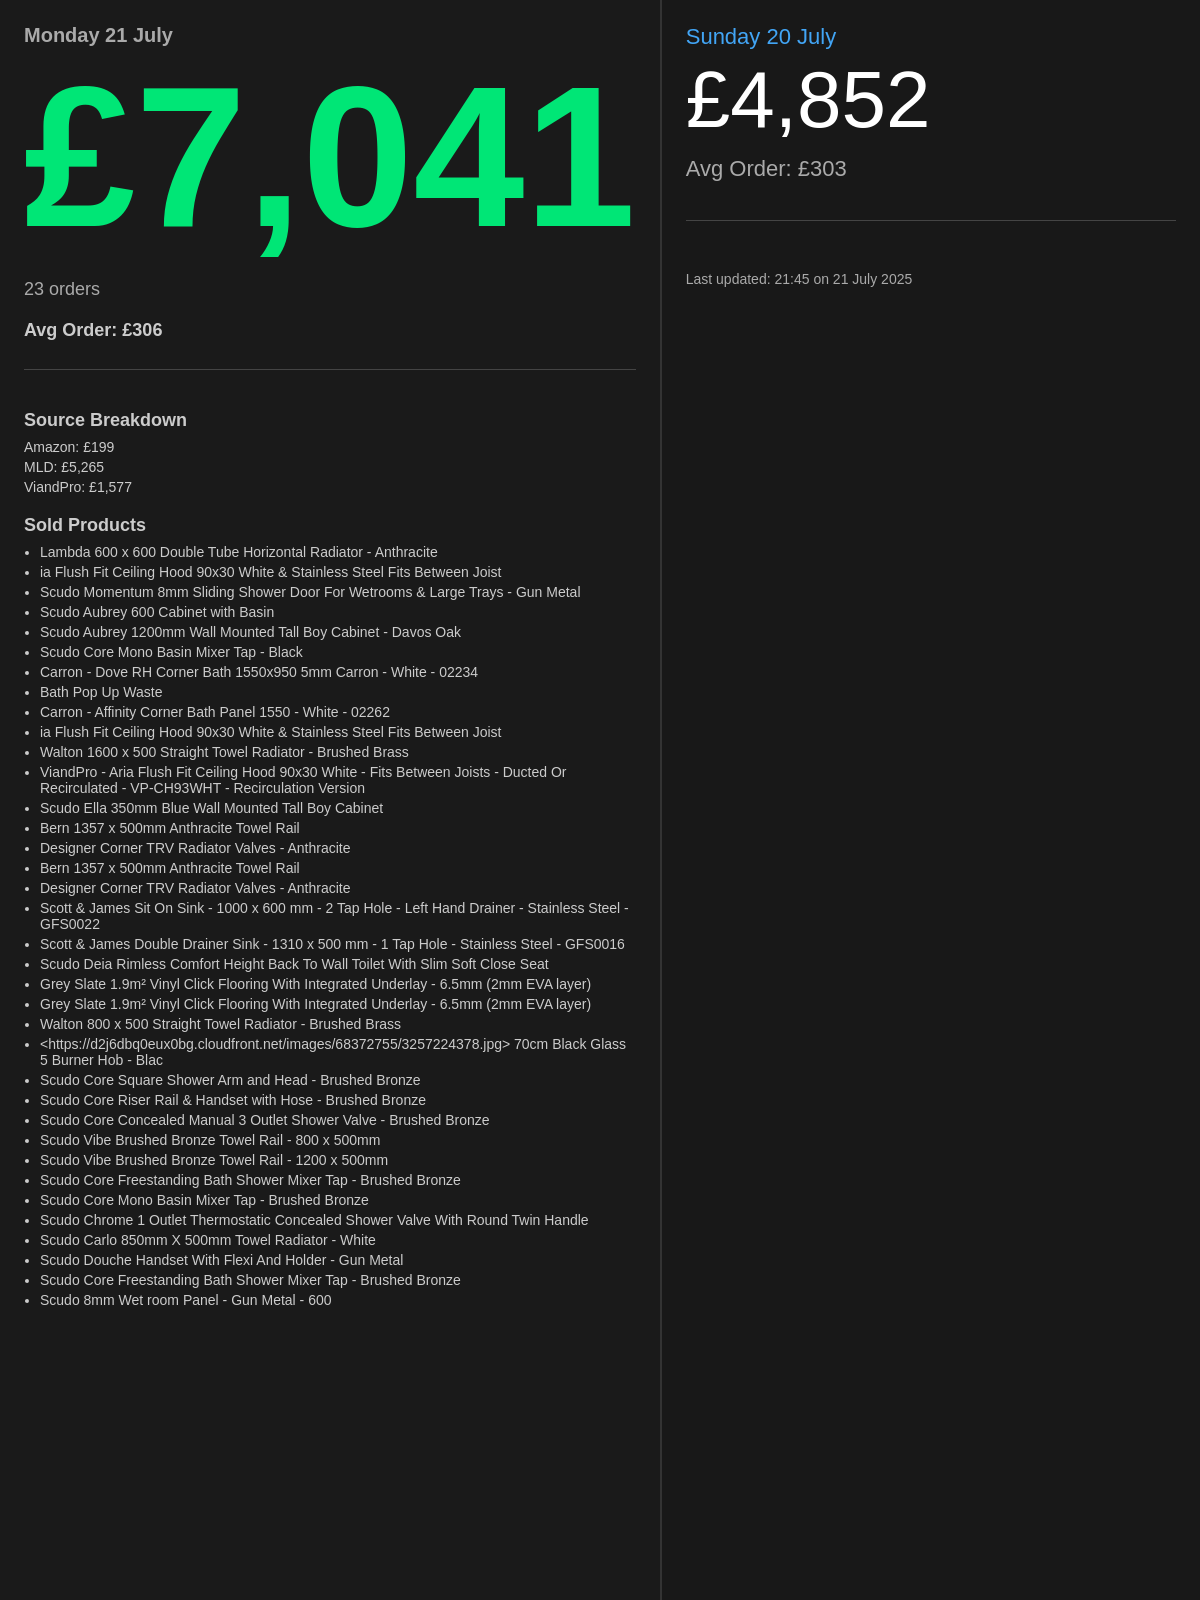 Monday 21 July
£7,041
23 orders
Avg Order: £306
Source Breakdown
Amazon: £199
MLD: £5,265
ViandPro: £1,577
Sold Products
• Lambda 600 x 600 Double Tube Horizontal Radiator - Anthracite
• ia Flush Fit Ceiling Hood 90x30 White & Stainless Steel Fits Between Joist
• Scudo Momentum 8mm Sliding Shower Door For Wetrooms & Large Trays - Gun Metal
• Scudo Aubrey 600 Cabinet with Basin
• Scudo Aubrey 1200mm Wall Mounted Tall Boy Cabinet - Davos Oak
• Scudo Core Mono Basin Mixer Tap - Black
• Carron - Dove RH Corner Bath 1550x950 5mm Carron - White - 02234
• Bath Pop Up Waste
• Carron - Affinity Corner Bath Panel 1550 - White - 02262
• ia Flush Fit Ceiling Hood 90x30 White & Stainless Steel Fits Between Joist
• Walton 1600 x 500 Straight Towel Radiator - Brushed Brass
• ViandPro - Aria Flush Fit Ceiling Hood 90x30 White - Fits Between Joists - Ducted Or
Recirculated - VP-CH93WHT - Recirculation Version
• Scudo Ella 350mm Blue Wall Mounted Tall Boy Cabinet
• Bern 1357 x 500mm Anthracite Towel Rail
• Designer Corner TRV Radiator Valves - Anthracite
• Bern 1357 x 500mm Anthracite Towel Rail
• Designer Corner TRV Radiator Valves - Anthracite
• Scott & James Sit On Sink - 1000 x 600 mm - 2 Tap Hole - Left Hand Drainer - Stainless Steel -
GFS0022
• Scott & James Double Drainer Sink - 1310 x 500 mm - 1 Tap Hole - Stainless Steel - GFS0016
• Scudo Deia Rimless Comfort Height Back To Wall Toilet With Slim Soft Close Seat
• Grey Slate 1.9m² Vinyl Click Flooring With Integrated Underlay - 6.5mm (2mm EVA layer)
• Grey Slate 1.9m² Vinyl Click Flooring With Integrated Underlay - 6.5mm (2mm EVA layer)
• Walton 800 x 500 Straight Towel Radiator - Brushed Brass
• <https://d2j6dbq0eux0bg.cloudfront.net/images/68372755/3257224378.jpg> 70cm Black Glass
5 Burner Hob - Blac
• Scudo Core Square Shower Arm and Head - Brushed Bronze
• Scudo Core Riser Rail & Handset with Hose - Brushed Bronze
• Scudo Core Concealed Manual 3 Outlet Shower Valve - Brushed Bronze
• Scudo Vibe Brushed Bronze Towel Rail - 800 x 500mm
• Scudo Vibe Brushed Bronze Towel Rail - 1200 x 500mm
• Scudo Core Freestanding Bath Shower Mixer Tap - Brushed Bronze
• Scudo Core Mono Basin Mixer Tap - Brushed Bronze
• Scudo Chrome 1 Outlet Thermostatic Concealed Shower Valve With Round Twin Handle
• Scudo Carlo 850mm X 500mm Towel Radiator - White
• Scudo Douche Handset With Flexi And Holder - Gun Metal
• Scudo Core Freestanding Bath Shower Mixer Tap - Brushed Bronze
• Scudo 8mm Wet room Panel - Gun Metal - 600
Sunday 20 July
£4,852
Avg Order: £303
Last updated: 21:45 on 21 July 2025